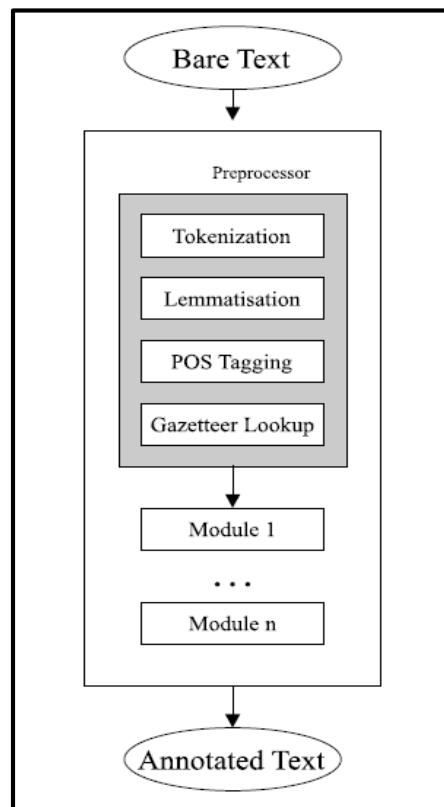 Bare Text
Preprocessor
Tokenization
Lemmatisation
POS Tagging
Gazetteer Lookup
Module 1
...
Module n
Annotated Text